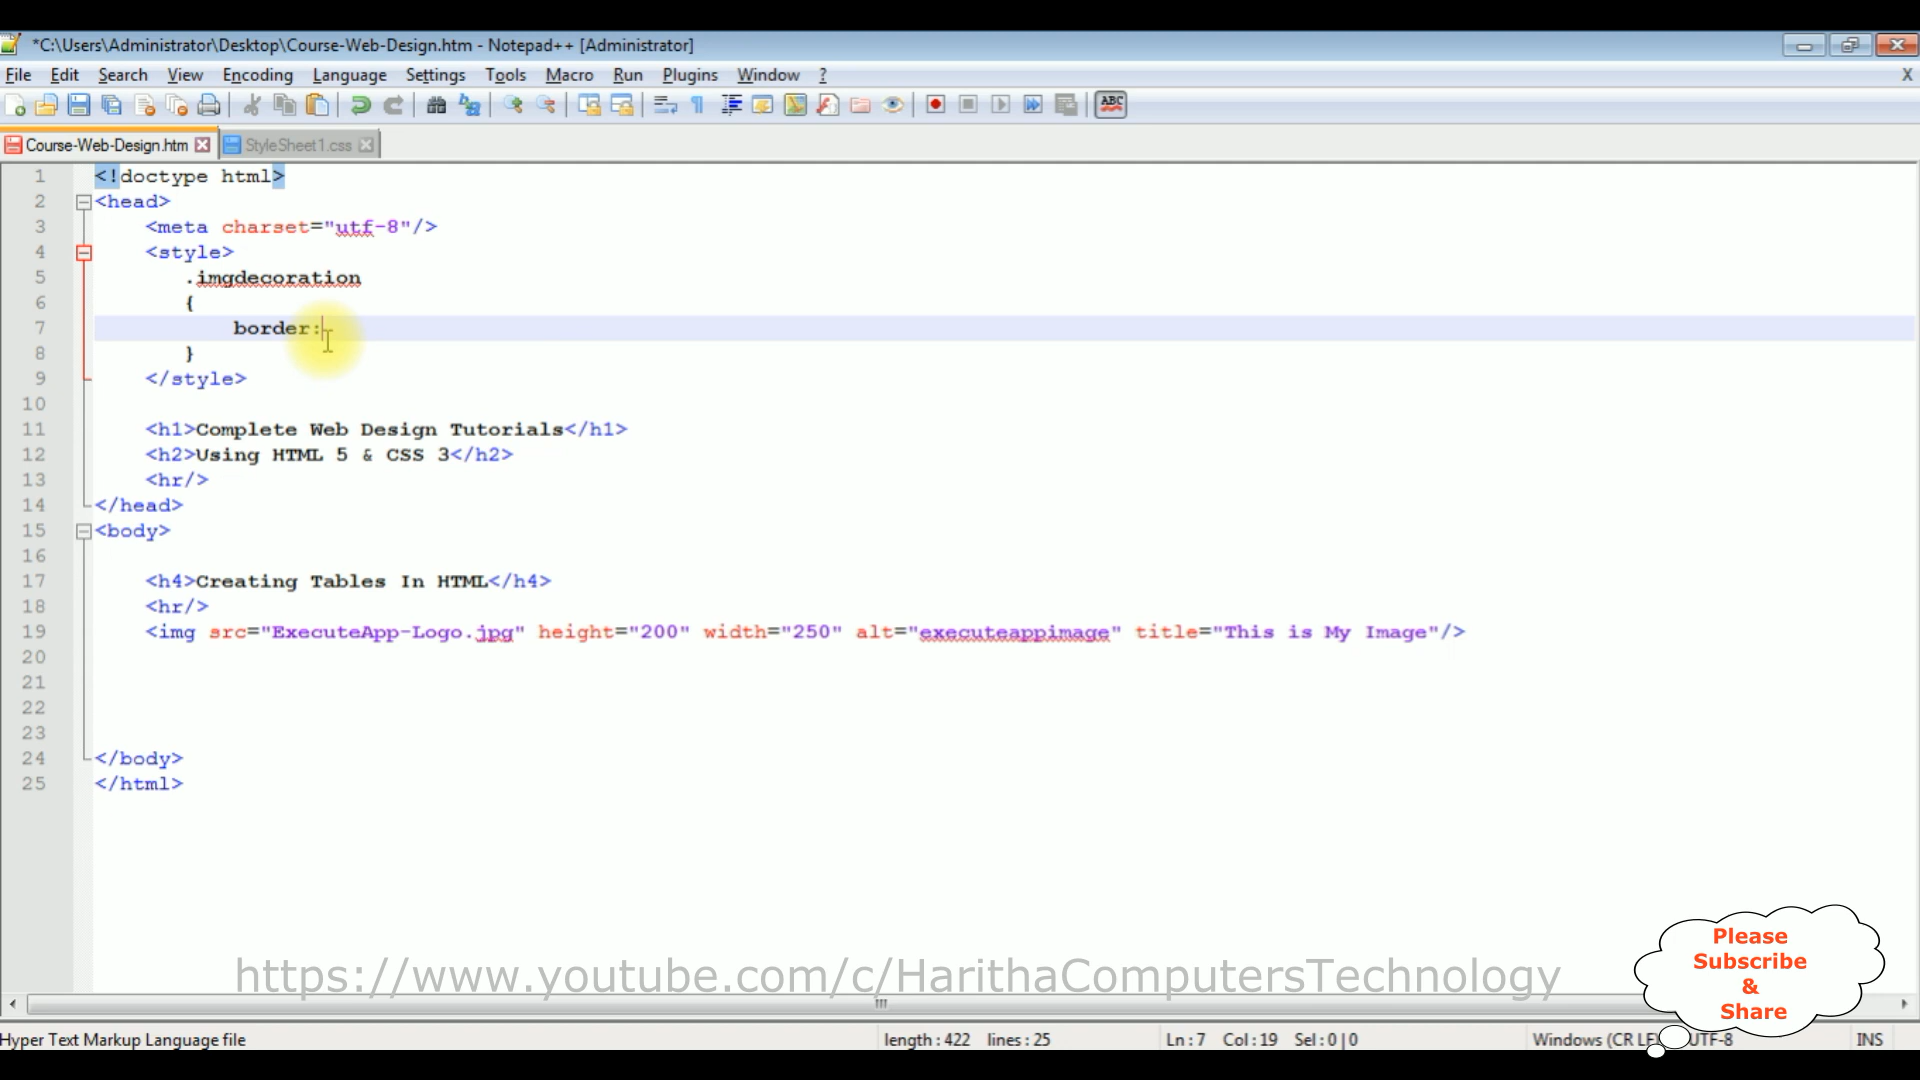 *C:\Users\Administrator\Desktop\Course-Web-Design.htm - Notepad++ [Administrator]
File Edit Search View Encoding Language Settings Tools Macro Run Plugins Window ? X
ABC
Course-Web-Design.htm StyleSheet1.css
1 <!doctype html>
2 <head>
3 <meta charset="utf-8"/>
4 <style>
5 .imgdecoration
6 {
7 border:
8 }
9 </style>
10
11 <h1>Complete Web Design Tutorials</h1>
12 <h2>Using HTML 5 & CSS 3</h2>
13 <hr/>
14 </head>
15 <body>
16
17 <h4>Creating Tables In HTML</h4>
18 <hr/>
19 <img src="ExecuteApp-Logo.jpg" height="200" width="250" alt="executeappimage" title="This is My Image"/>
20
21
22
23
24 </body>
25 </html>
Please
Subscribe
&
Share
https://www.youtube.com/c/HarithaComputersTechnology
Hyper Text Markup Language file length : 422 lines : 25 Ln : 7 Col : 19 Sel : 0 | 0 Windows (CR LF) UTF-8 INS